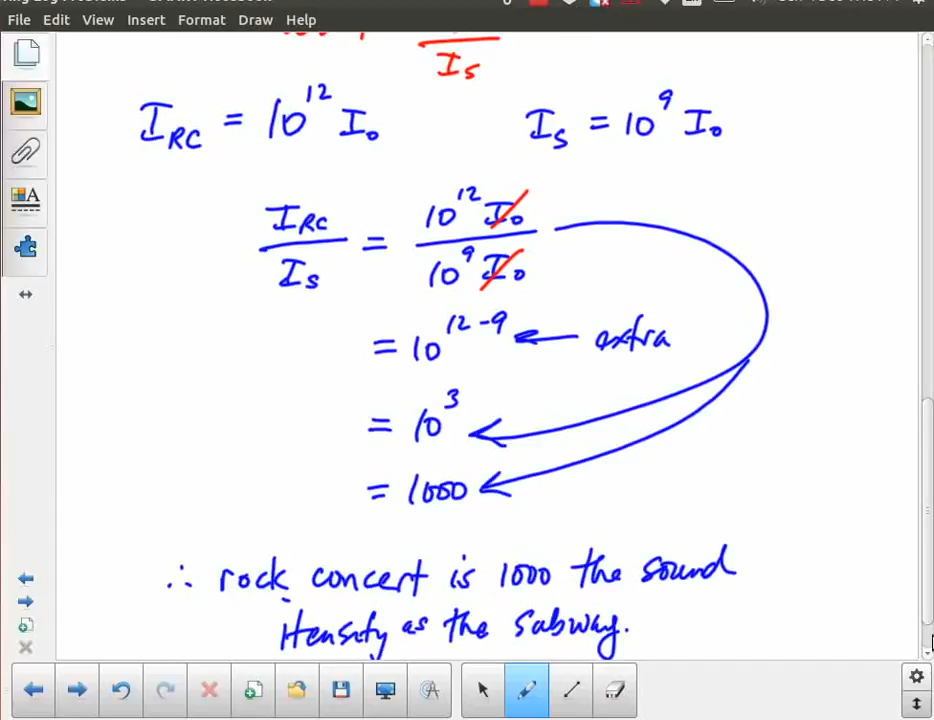 File Edit View Insert Format Draw Help
I_S
I_RC = 10^12 I_0    I_S = 10^9 I_0
I_RC / I_S = 10^12 I_0 / 10^9 I_0
= 10^12-9 ← extra
= 10^3
= 1000
∴ rock concert is 1000 the sound
itensity as the subway.